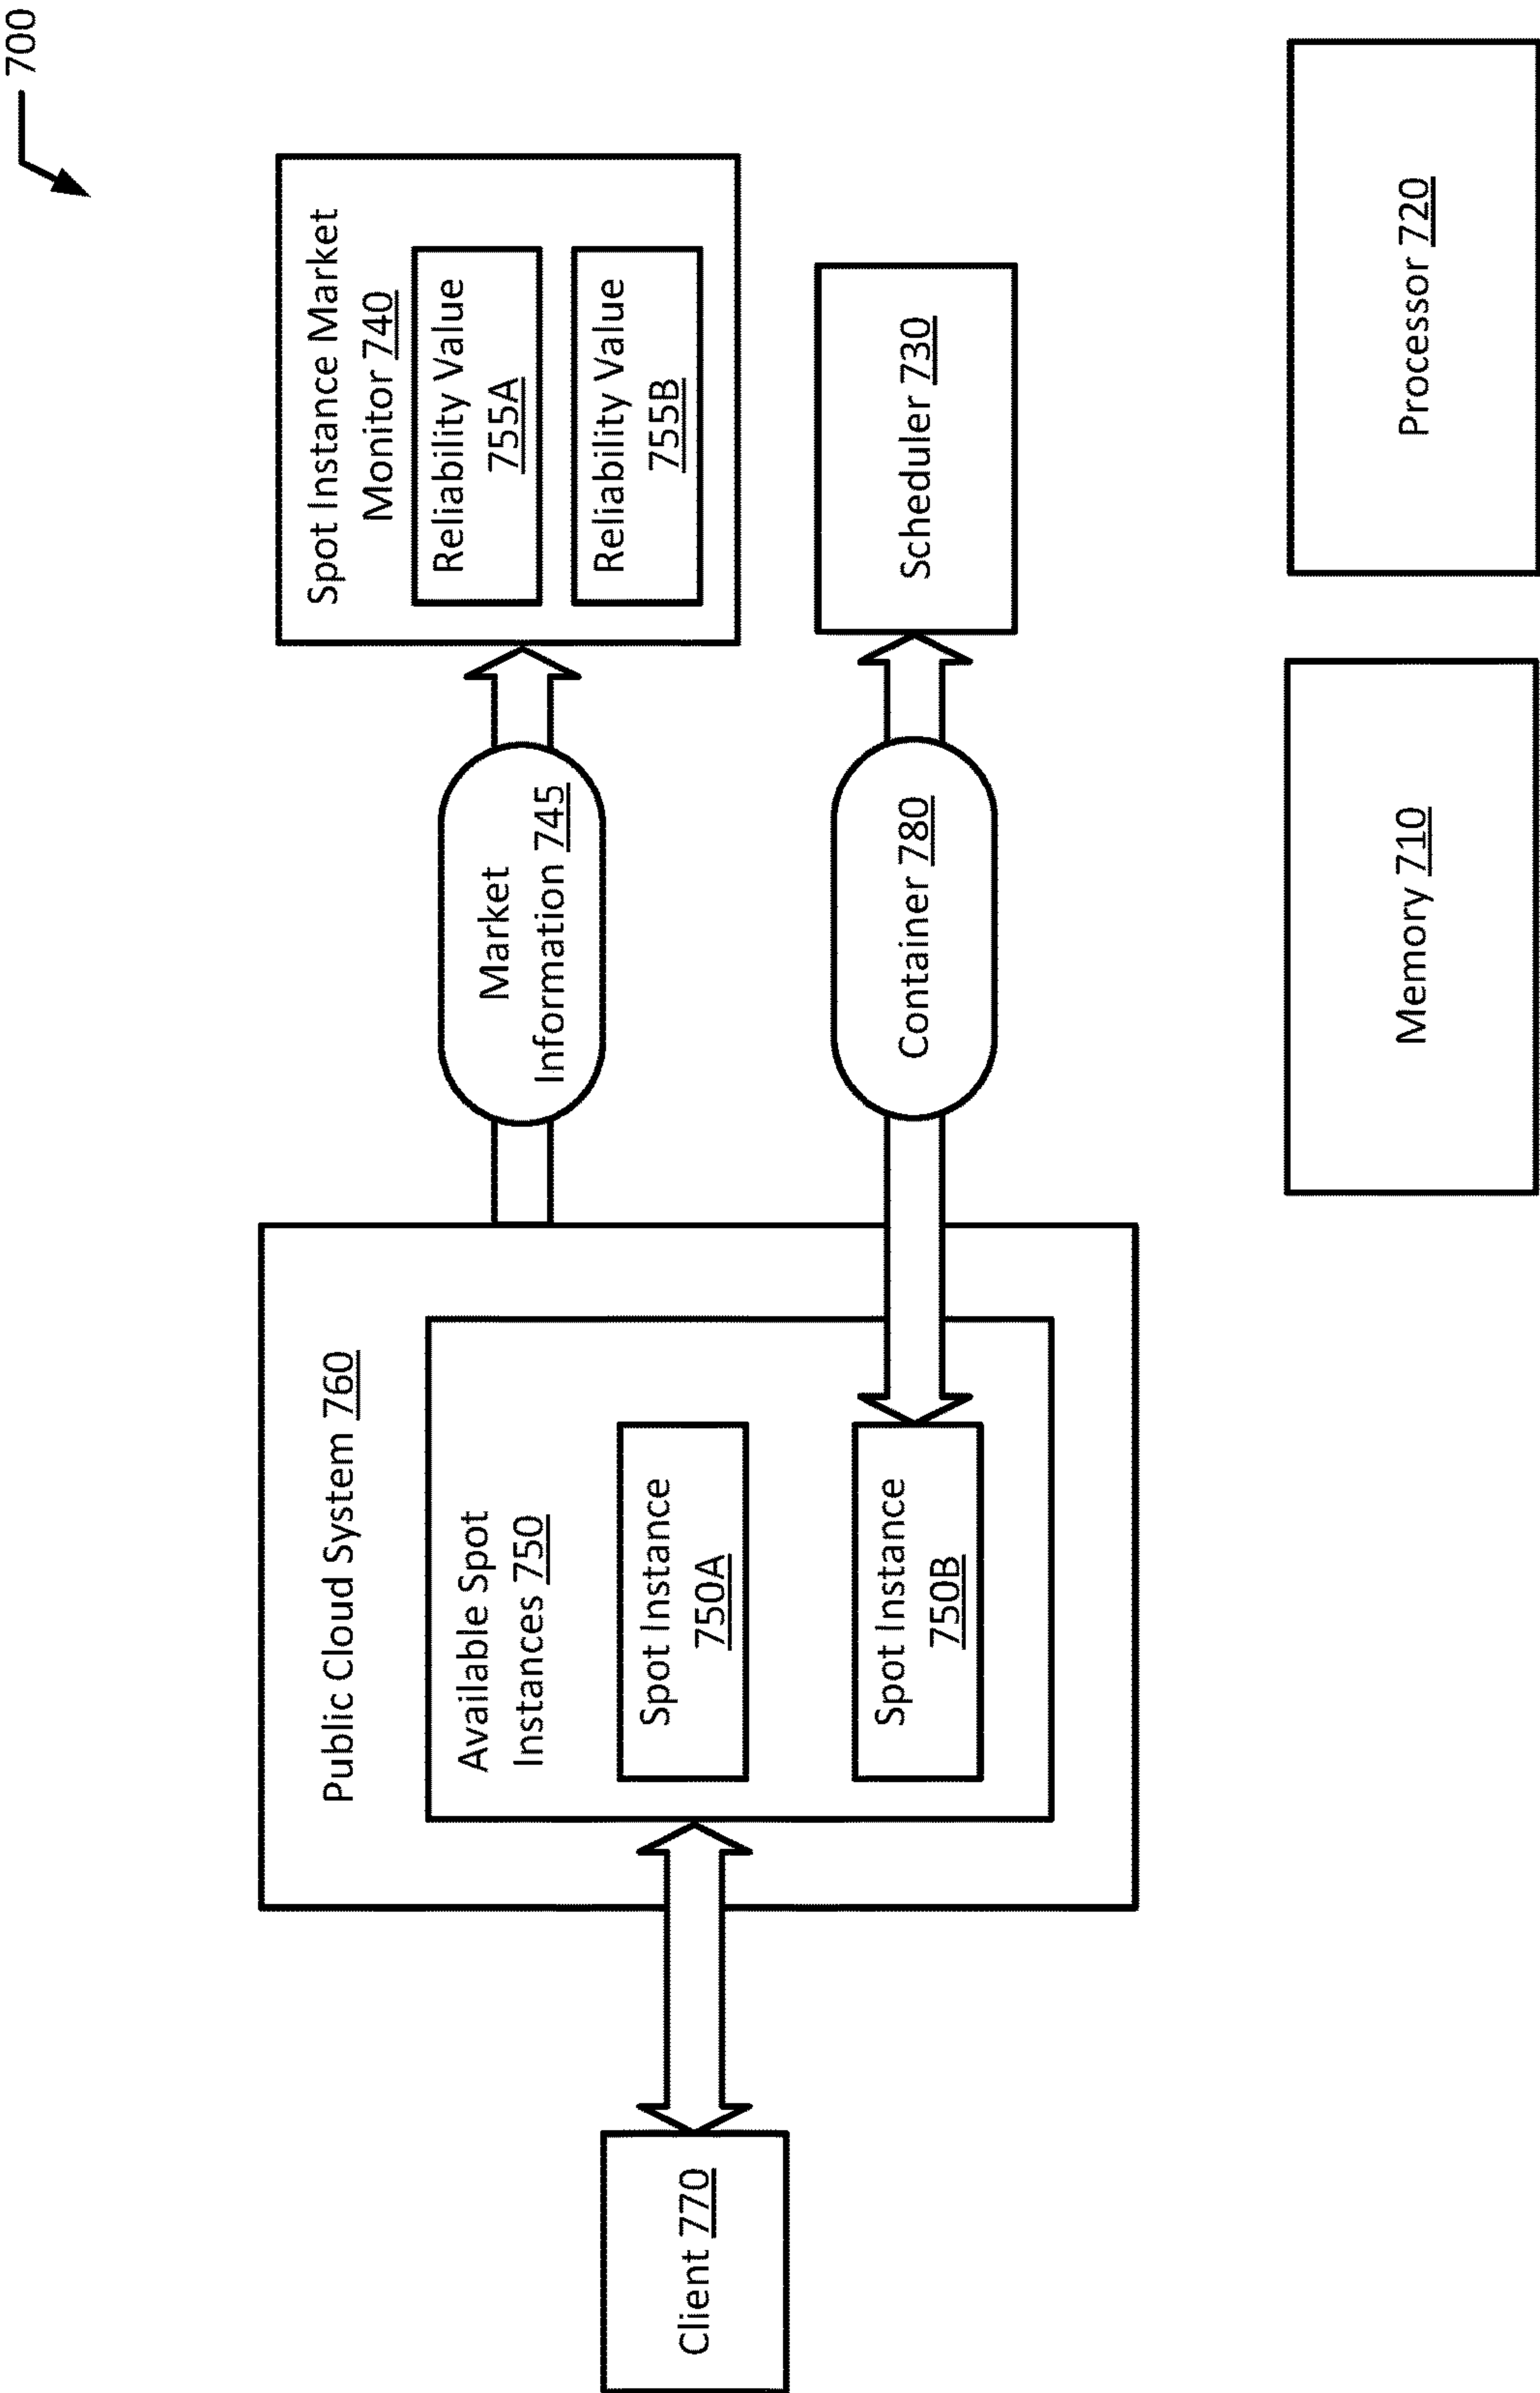 700
Client 770
Public Cloud System 760
Available Spot
Instances 750
Spot Instance
750A
Spot Instance
750B
Market
Information 745
Container 780
Spot Instance Market
Monitor 740
Reliability Value
755A
Reliability Value
755B
Scheduler 730
Memory 710
Processor 720